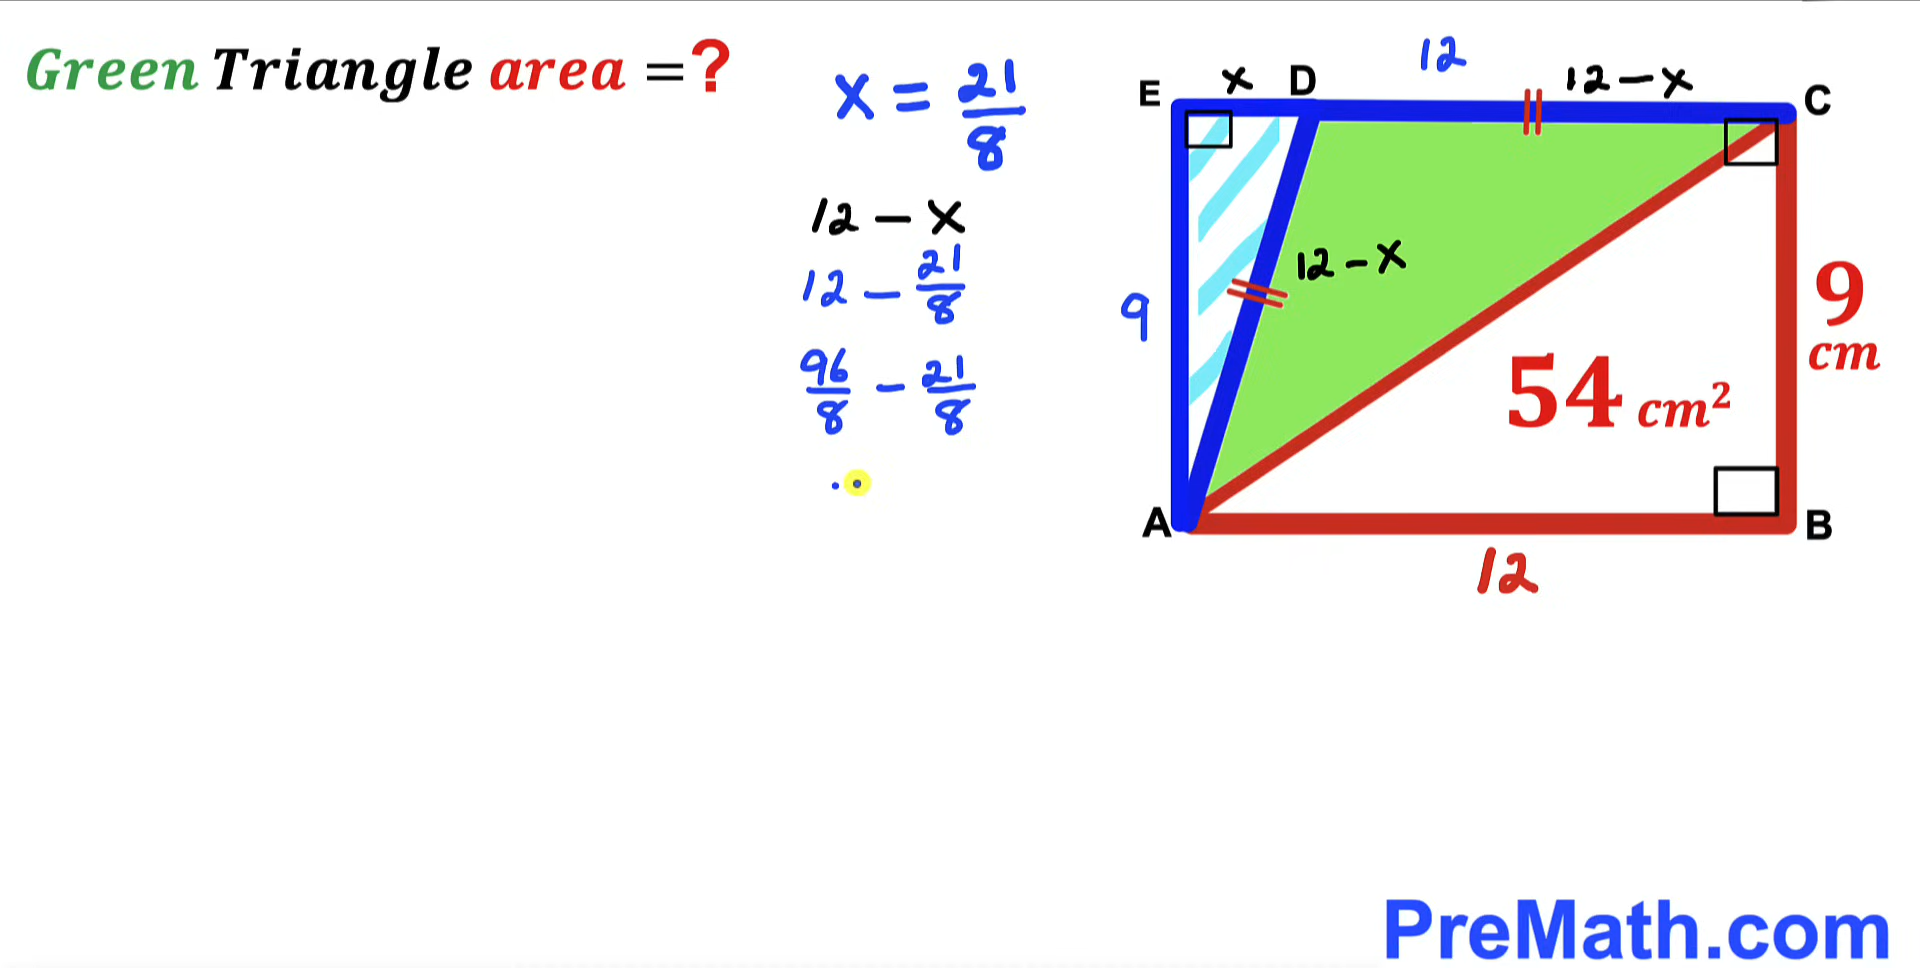 Green Triangle area = ?
x = 21/8
12 - x
12 - 21/8
96/8 - 21/8
12
E x D 12 - x C
12 - x
9
9
cm
54 cm²
A B
12
PreMath.com